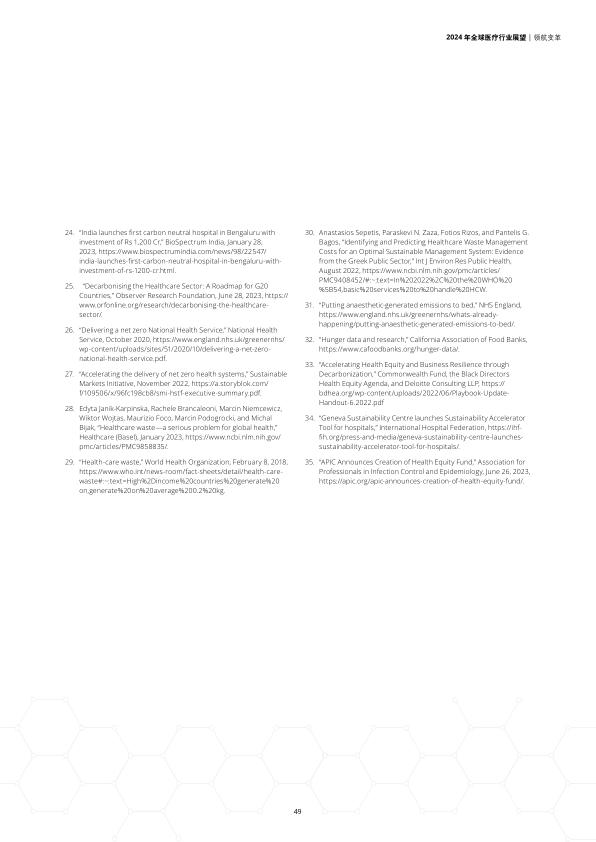 2024 年全球医疗行业展望 | 领航变革
24. “India launches first carbon neutral hospital in Bengaluru with
investment of Rs 1,200 Cr,” BioSpectrum India, January 28,
2023, https://www.biospectrumindia.com/news/98/22547/
india-launches-first-carbon-neutral-hospital-in-bengaluru-with-
investment-of-rs-1200-cr.html.
25. “Decarbonising the Healthcare Sector: A Roadmap for G20
Countries,” Observer Research Foundation, June 28, 2023, https://
www.orfonline.org/research/decarbonising-the-healthcare-
sector/.
26. “Delivering a net zero National Health Service,” National Health
Service, October 2020, https://www.england.nhs.uk/greenernhs/
wp-content/uploads/sites/51/2020/10/delivering-a-net-zero-
national-health-service.pdf.
27. “Accelerating the delivery of net zero health systems,” Sustainable
Markets Initiative, November 2022, https://a.storyblok.com/
f/109506/x/96fc198cb8/smi-hstf-executive-summary.pdf.
28. Edyta Janik-Karpinska, Rachele Brancaleoni, Marcin Niemcewicz,
Wiktor Wojtas, Maurizio Foco, Marcin Podogrocki, and Michal
Bijak, “Healthcare waste—a serious problem for global health,”
Healthcare (Basel), January 2023, https://www.ncbi.nlm.nih.gov/
pmc/articles/PMC9858835/.
29. “Health-care waste,” World Health Organization, February 8, 2018,
https://www.who.int/news-room/fact-sheets/detail/health-care-
waste#:~:text=High%2Dincome%20countries%20generate%20
on,generate%20on%20average%200.2%20kg.
30. Anastasios Sepetis, Paraskevi N. Zaza, Fotios Rizos, and Pantelis G.
Bagos, “Identifying and Predicting Healthcare Waste Management
Costs for an Optimal Sustainable Management System: Evidence
from the Greek Public Sector,” Int J Environ Res Public Health,
August 2022, https://www.ncbi.nlm.nih.gov/pmc/articles/
PMC9408452/#:~:text=In%202022%2C%20the%20WHO%20
%5B54,basic%20services%20to%20handle%20HCW.
31. “Putting anaesthetic-generated emissions to bed,” NHS England,
https://www.england.nhs.uk/greenernhs/whats-already-
happening/putting-anaesthetic-generated-emissions-to-bed/.
32. “Hunger data and research,” California Association of Food Banks,
https://www.cafoodbanks.org/hunger-data/.
33. “Accelerating Health Equity and Business Resilience through
Decarbonization,” Commonwealth Fund, the Black Directors
Health Equity Agenda, and Deloitte Consulting LLP, https://
bdhea.org/wp-content/uploads/2022/06/Playbook-Update-
Handout-6.2022.pdf
34. “Geneva Sustainability Centre launches Sustainability Accelerator
Tool for hospitals,” International Hospital Federation, https://ihf-
fih.org/press-and-media/geneva-sustainability-centre-launches-
sustainability-accelerator-tool-for-hospitals/.
35. “APIC Announces Creation of Health Equity Fund,” Association for
Professionals in Infection Control and Epidemiology, June 26, 2023,
https://apic.org/apic-announces-creation-of-health-equity-fund/.
49